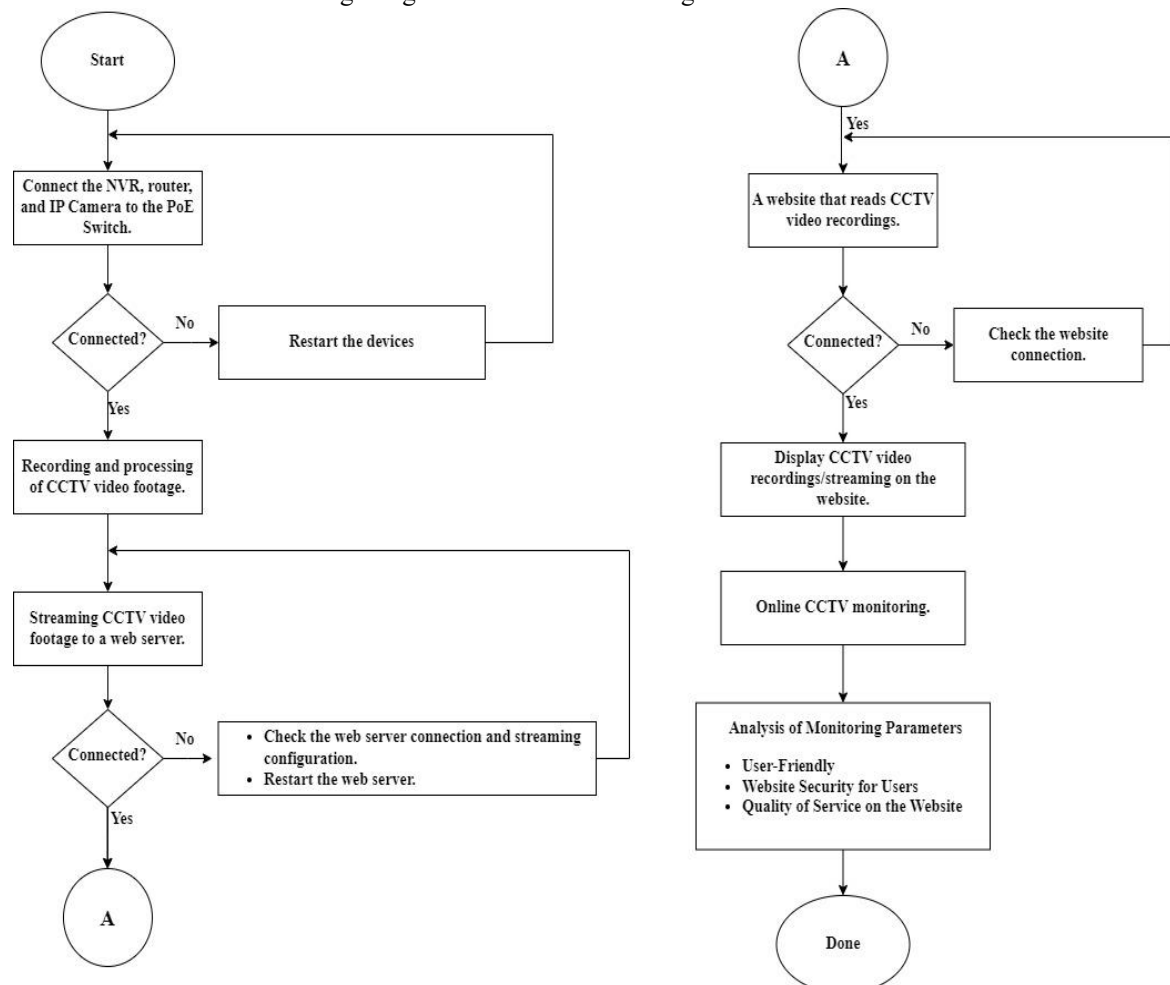 Start
Connect the NVR, router,
and IP Camera to the PoE
Switch.
Connected?
No
Restart the devices
Yes
Recording and processing
of CCTV video footage.
Streaming CCTV video
footage to a web server.
Connected?
No
• Check the web server connection and streaming
configuration.
• Restart the web server.
Yes
A
A
Yes
A website that reads CCTV
video recordings.
Connected?
No
Check the website
connection.
Yes
Display CCTV video
recordings/streaming on the
website.
Online CCTV monitoring.
Analysis of Monitoring Parameters
• User-Friendly
• Website Security for Users
• Quality of Service on the Website
Done